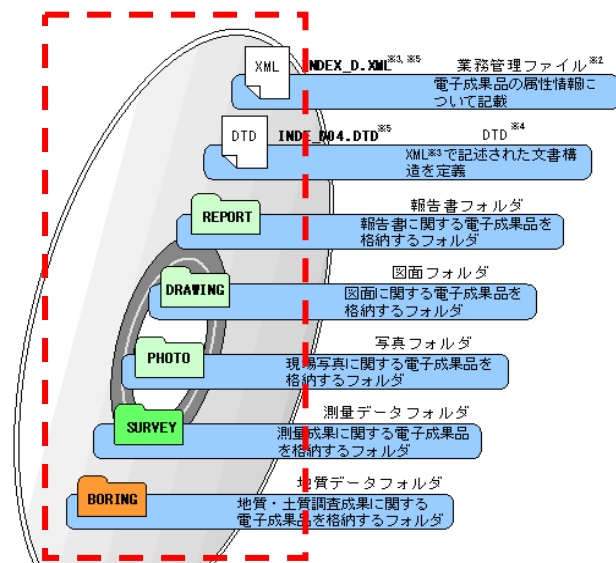 XML NDEX_D.XML※3,※5 業務管理ファイル※2
電子成果品の属性情報に
ついて記載
DTD INDE_D04.DTD※5 DTD※4
XML※3で記述された文書構
造を定義
報告書フォルダ
REPORT 報告書に関する電子成果品を
格納するフォルダ
図面フォルダ
DRAWING 図面に関する電子成果品を
格納するフォルダ
写真フォルダ
PHOTO 現場写真に関する電子成果品を
格納するフォルダ
測量データフォルダ
SURVEY 測量成果に関する電子成果品
を格納するフォルダ
地質データフォルダ
BORING 地質・土質調査成果に関する
電子成果品を格納するフォルダ